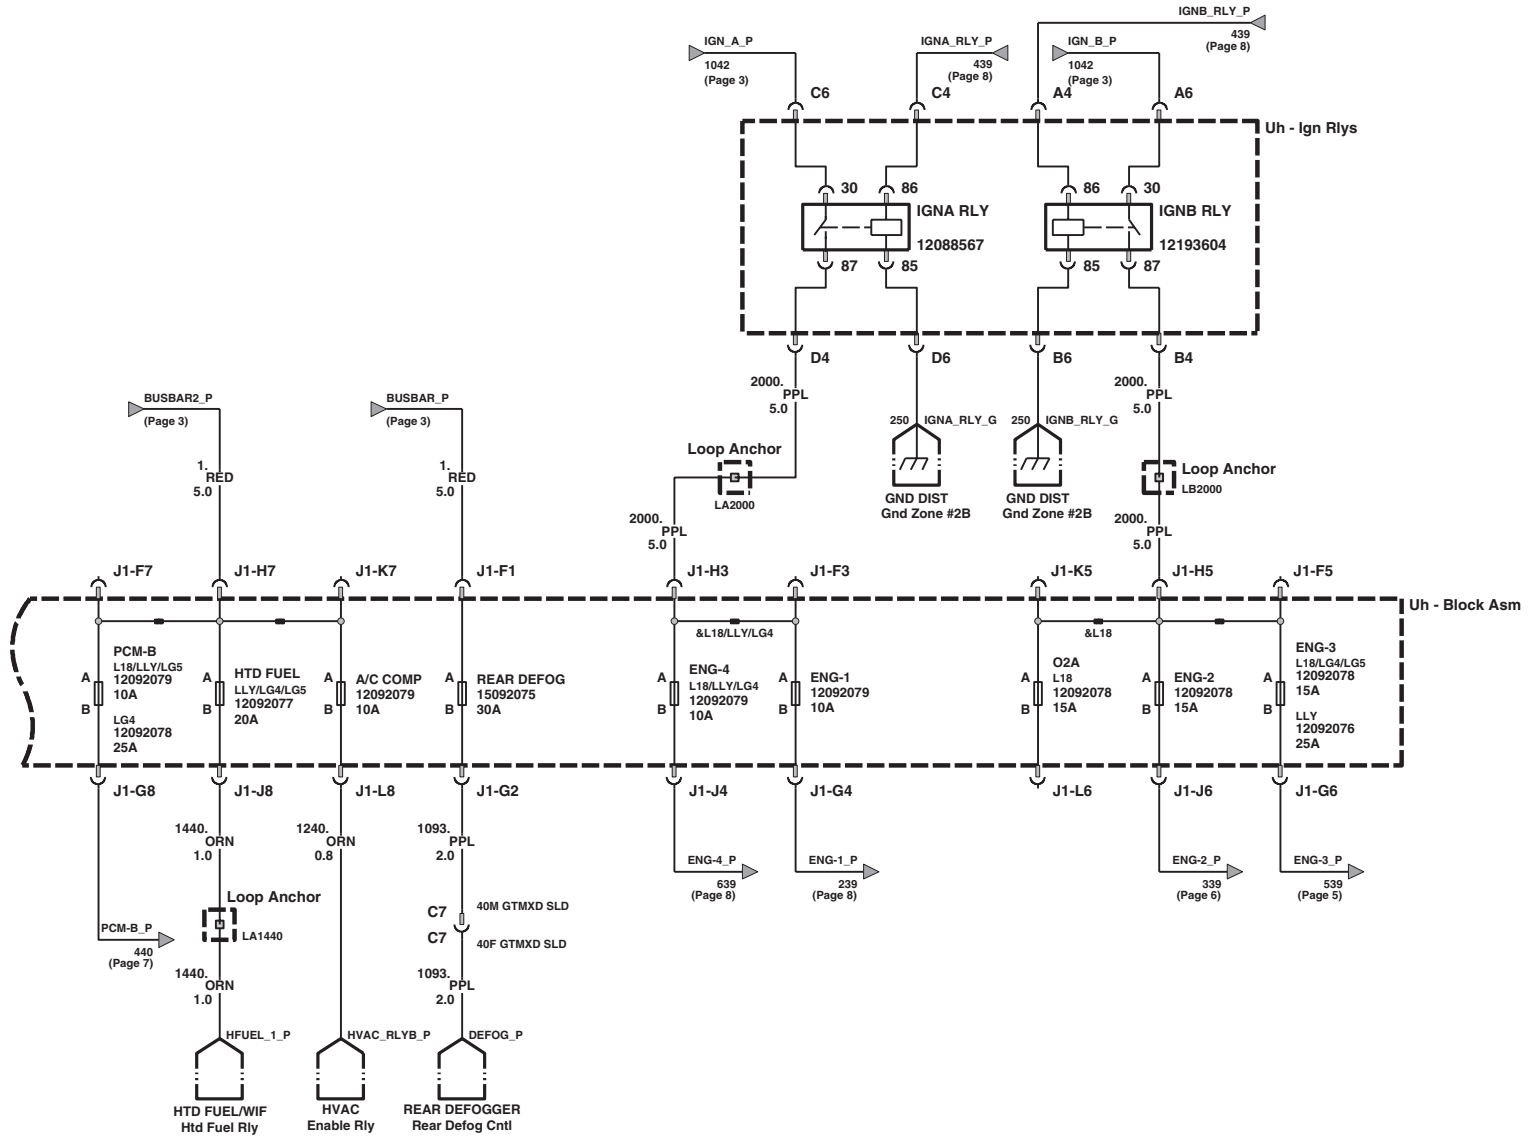 IGNB_RLY_P
439
(Page 8)
IGN_A_P
1042
(Page 3)
IGNA_RLY_P
439
(Page 8)
IGN_B_P
1042
(Page 3)
C6
C4
A4
A6
Uh - Ign Rlys
30
86
86
30
IGNA RLY
12088567
IGNB RLY
12193604
87
85
85
87
D4
D6
B6
B4
2000.
PPL
5.0
2000.
PPL
5.0
BUSBAR2_P
(Page 3)
BUSBAR_P
(Page 3)
250
IGNA_RLY_G
250
IGNB_RLY_G
Loop Anchor
LA2000
Loop Anchor
LB2000
GND DIST
Gnd Zone #2B
GND DIST
Gnd Zone #2B
1.
RED
5.0
1.
RED
5.0
2000.
PPL
5.0
2000.
PPL
5.0
J1-F7
J1-H7
J1-K7
J1-F1
J1-H3
J1-F3
J1-K5
J1-H5
J1-F5
Uh - Block Asm
&L18/LLY/LG4
&L18
A
B
PCM-B
L18/LLY/LG5
12092079
10A
LG4
12092078
25A
A
B
HTD FUEL
LLY/LG4/LG5
12092077
20A
A
B
A/C COMP
12092079
10A
A
B
REAR DEFOG
15092075
30A
A
B
ENG-4
L18/LLY/LG4
12092079
10A
A
B
ENG-1
12092079
10A
A
B
O2A
L18
12092078
15A
A
B
ENG-2
12092078
15A
A
B
ENG-3
L18/LG4/LG5
12092078
15A
LLY
12092076
25A
J1-G8
J1-J8
J1-L8
J1-G2
J1-J4
J1-G4
J1-L6
J1-J6
J1-G6
1440.
ORN
1.0
1240.
ORN
0.8
1093.
PPL
2.0
ENG-4_P
639
(Page 8)
ENG-1_P
239
(Page 8)
ENG-2_P
339
(Page 6)
ENG-3_P
539
(Page 5)
Loop Anchor
LA1440
C7
40M GTMXD SLD
C7
40F GTMXD SLD
PCM-B_P
440
(Page 7)
1440.
ORN
1.0
1093.
PPL
2.0
HFUEL_1_P
HVAC_RLYB_P
DEFOG_P
HTD FUEL/WIF
Htd Fuel Rly
HVAC
Enable Rly
REAR DEFOGGER
Rear Defog Cntl